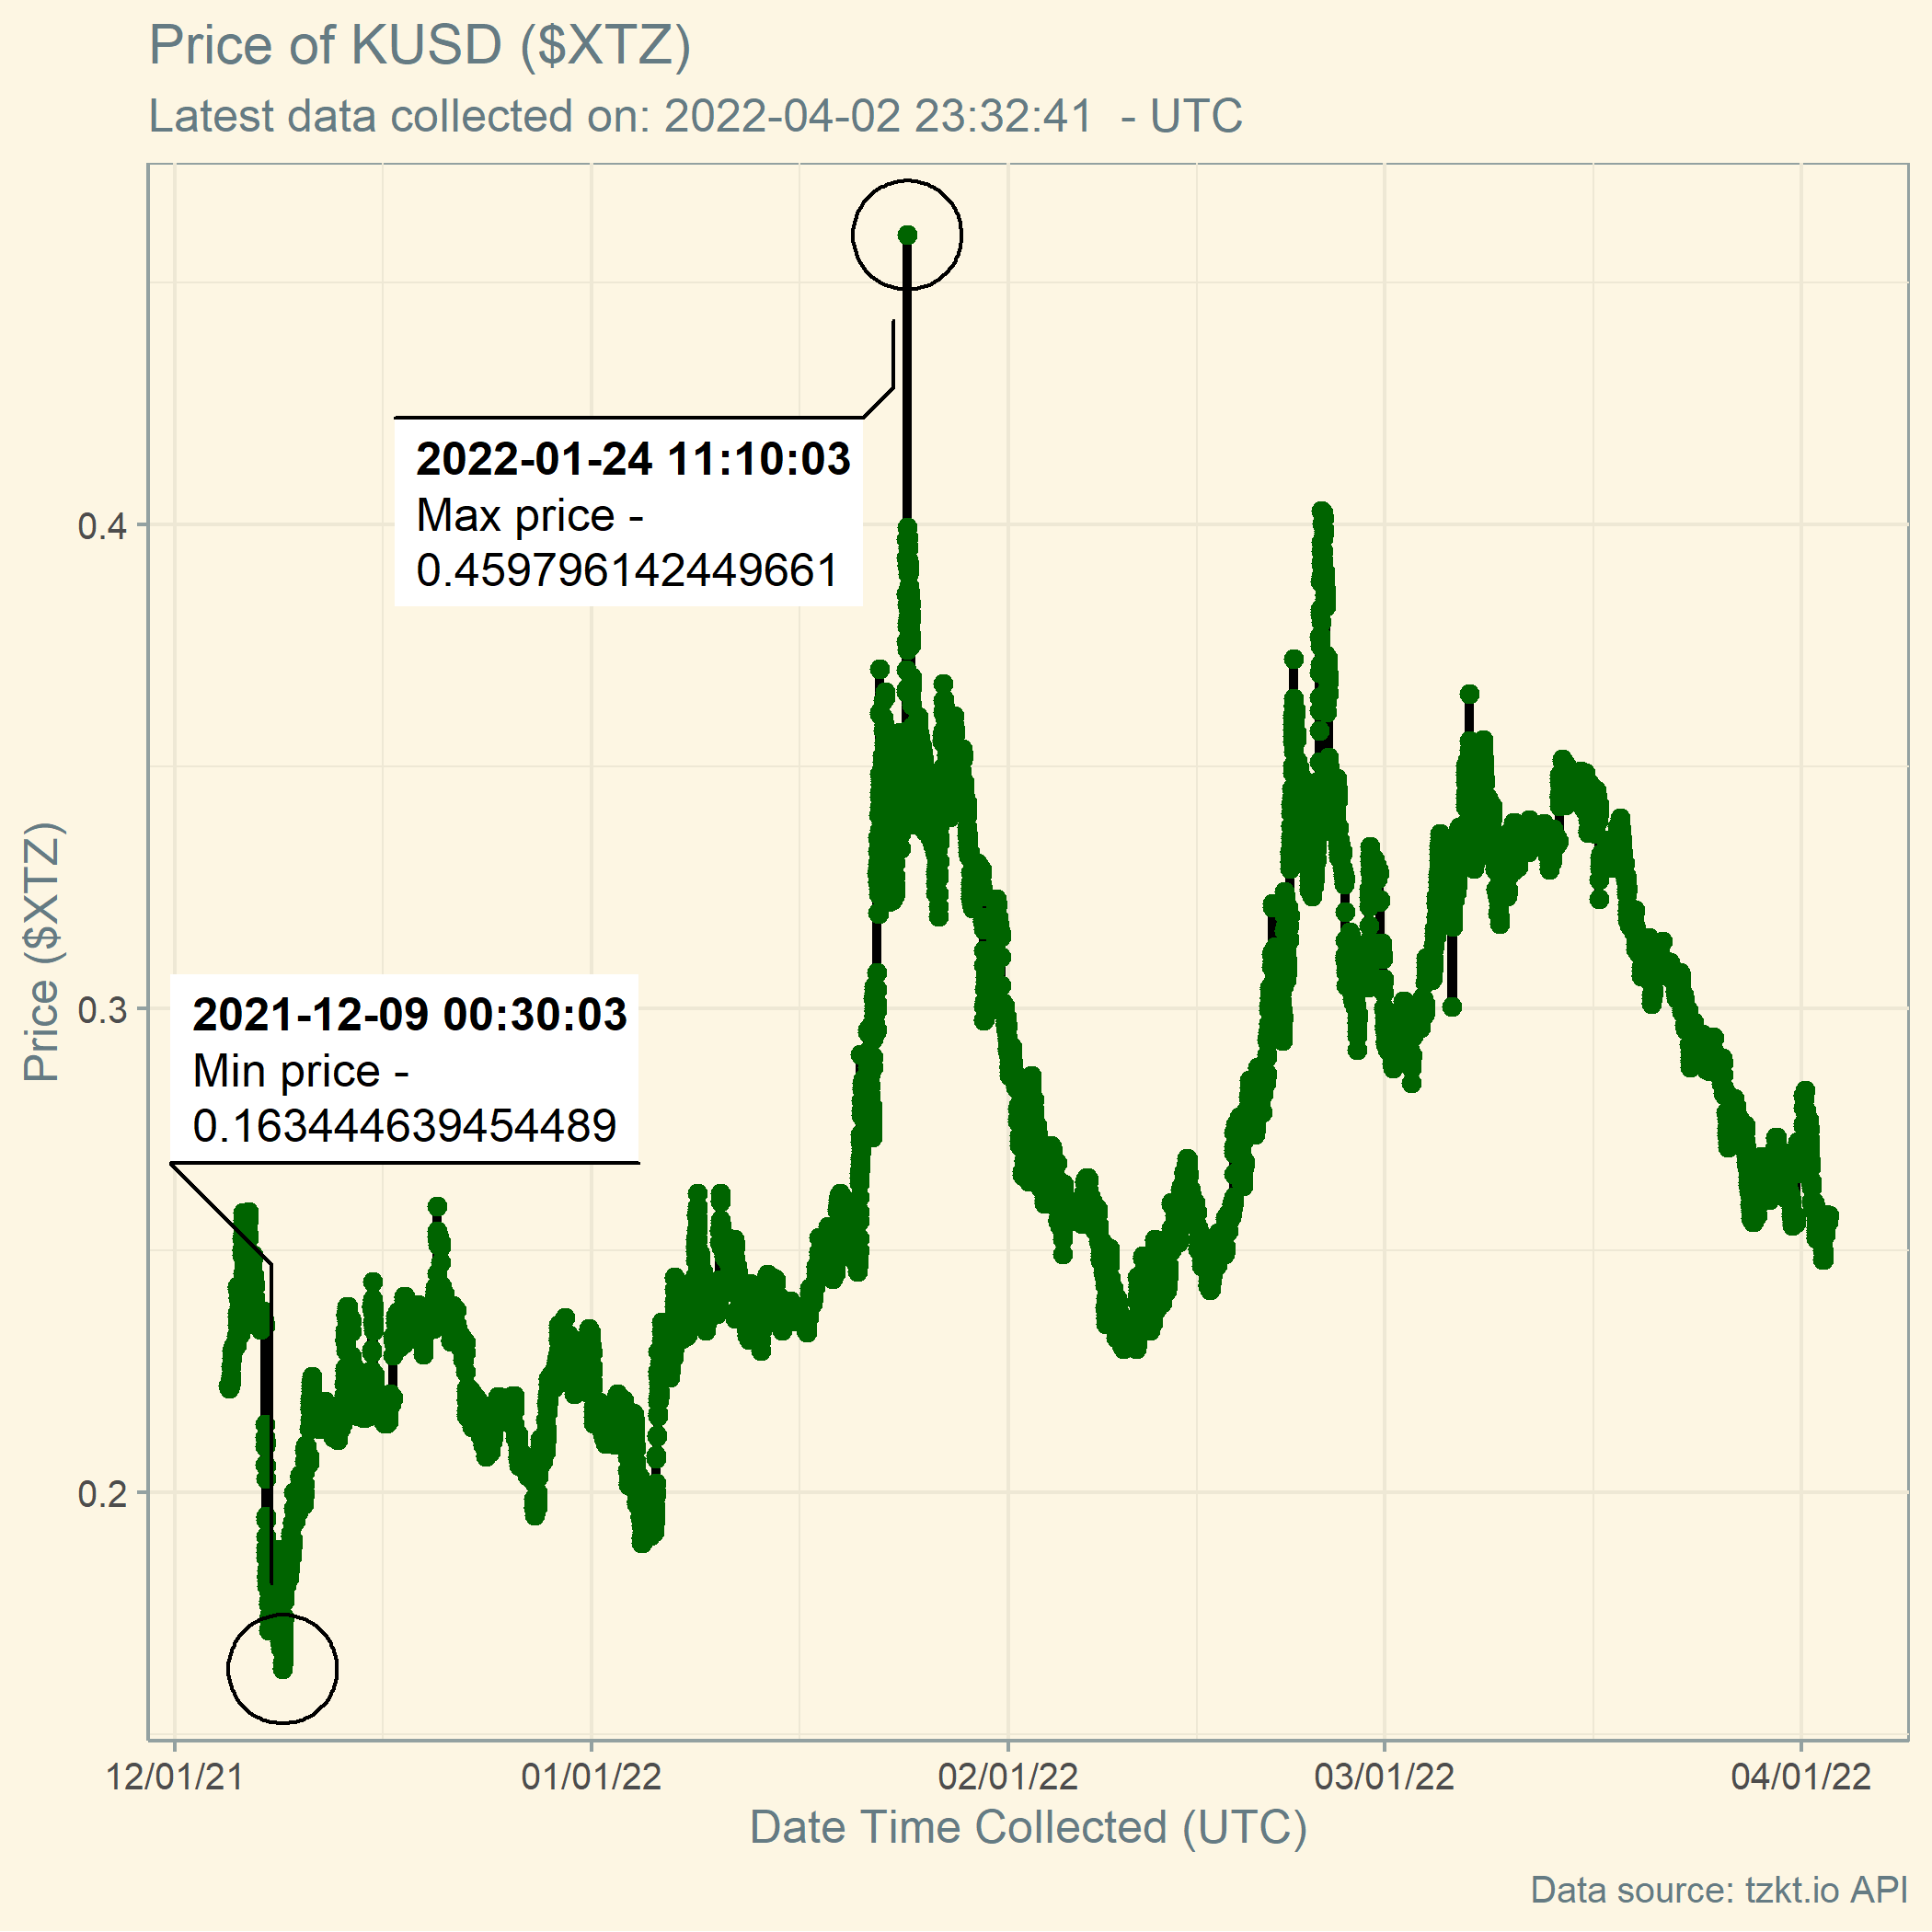 Price of KUSD ($XTZ)
Latest data collected on: 2022-04-02 23:32:41  - UTC
2022-01-24 11:10:03
Max price -
0.459796142449661
0.4
2021-12-09 00:30:03
Min price -
0.163444639454489
0.3
0.2
Price ($XTZ)
12/01/21
01/01/22
02/01/22
03/01/22
04/01/22
Date Time Collected (UTC)
Data source: tzkt.io API